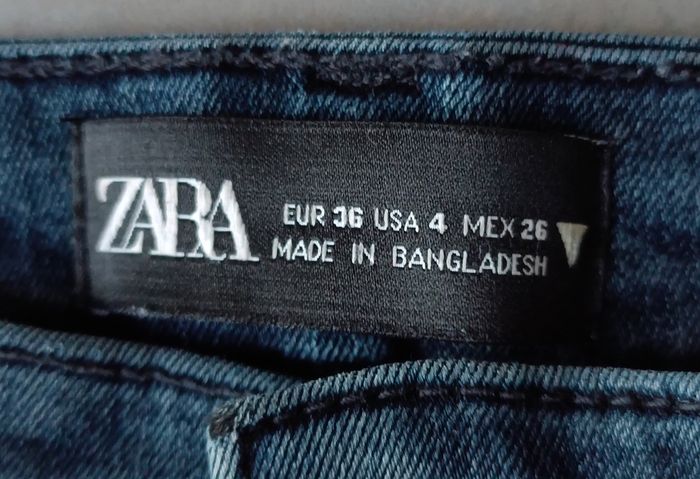 ZARA
EUR 36 USA 4 MEX 26
MADE IN BANGLADESH